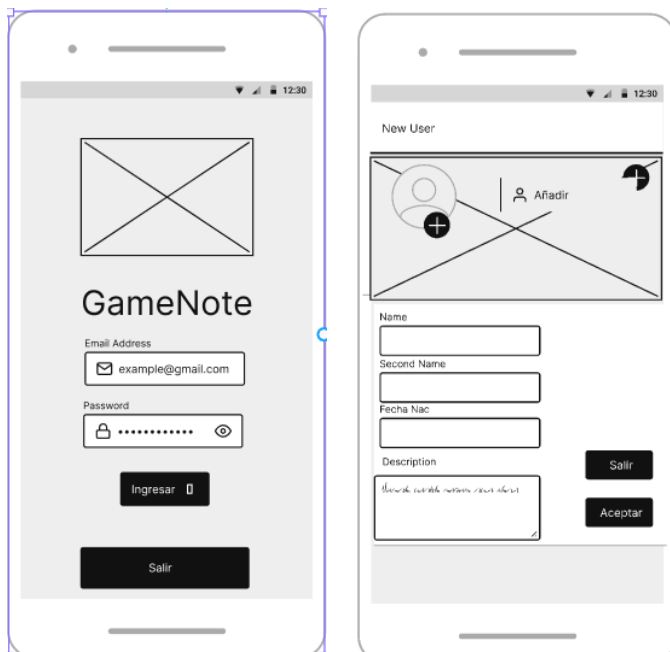 12:30
GameNote
Email Address
example@gmail.com
Password
Ingresar
Salir
12:30
New User
Añadir
Name
Second Name
Fecha Nac
Description
Salir
Aceptar